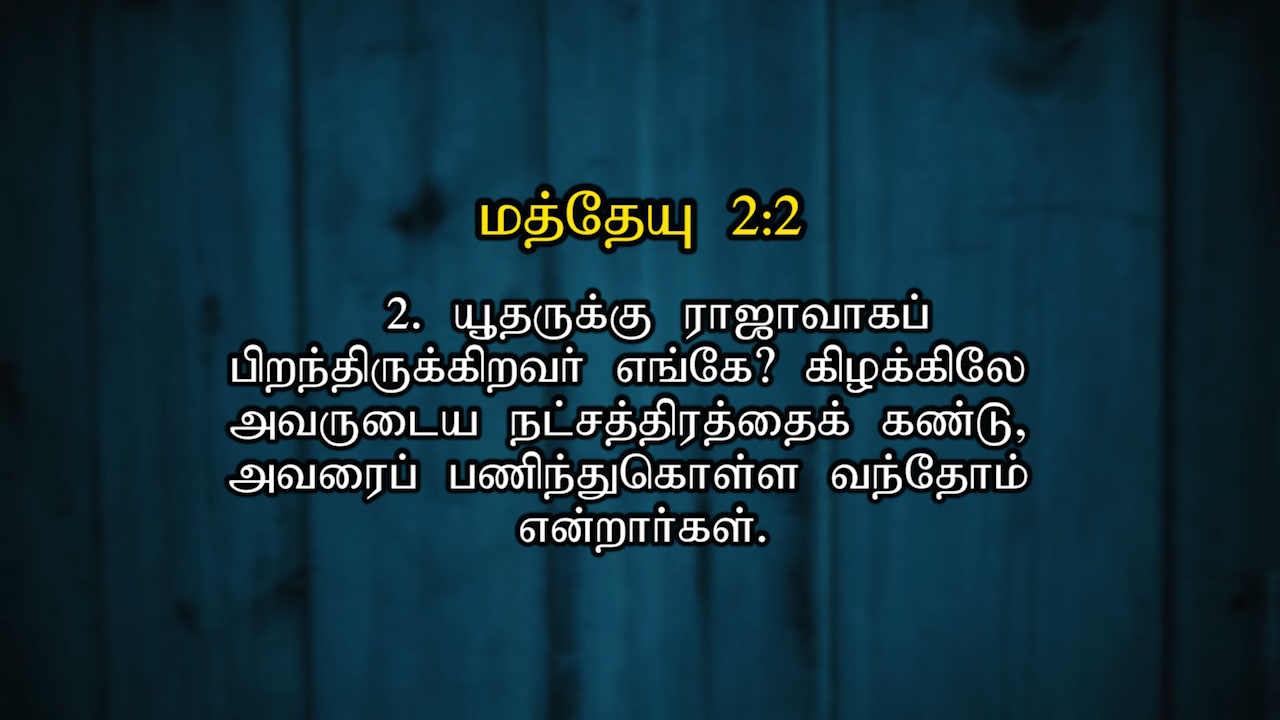 மத்தேயு 2:2
2. யூதருக்கு ராஜாவாகப்
பிறந்திருக்கிறவர் எங்கே? கிழக்கிலே
அவருடைய நட்சத்திரத்தைக் கண்டு,
அவரைப் பணிந்துகொள்ள வந்தோம்
என்றார்கள்.